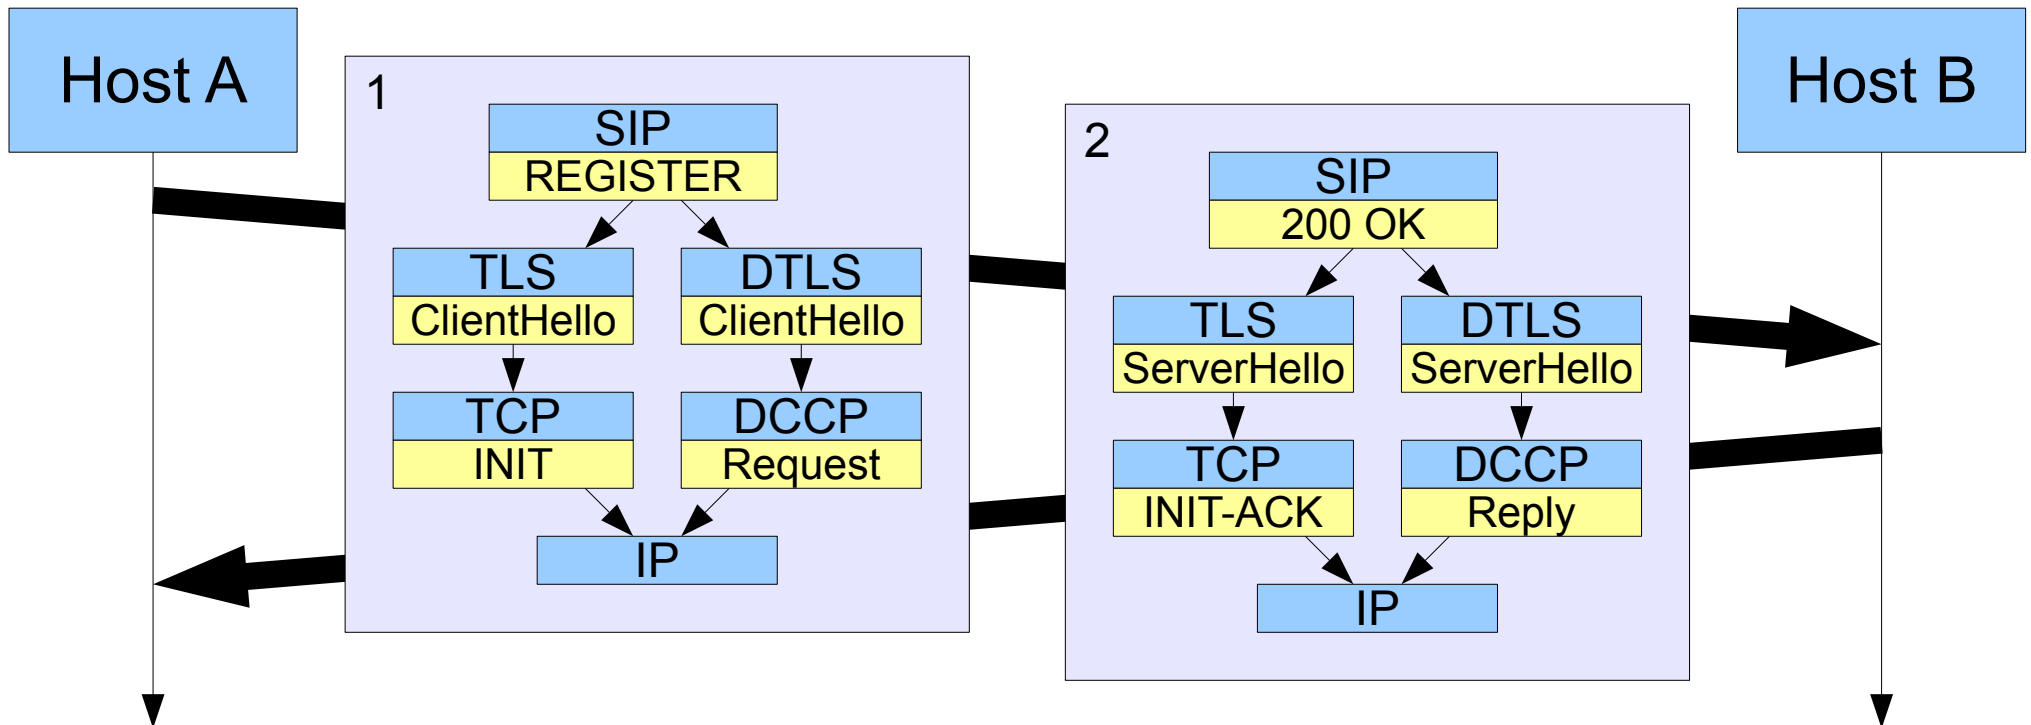 Host A
1
SIP
REGISTER
TLS
DTLS
ClientHello
ClientHello
TCP
DCCP
INIT
Request
IP
2
SIP
200 OK
TLS
DTLS
ServerHello
ServerHello
TCP
DCCP
INIT-ACK
Reply
IP
Host B